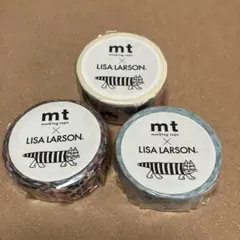 mt
masking tape
×
LISA LARSON.
mt
masking tape
×
LISA LARSON.
mt
masking tape
×
LISA LARSON.